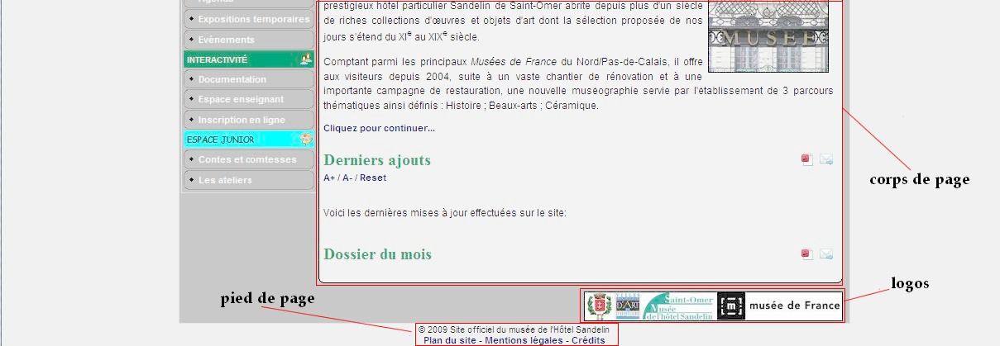 Agenda
Expositions temporaires
Evénements
INTERACTIVITÉ
Documentation
Espace enseignant
Inscription en ligne
ESPACE JUNIOR
Contes et comtesses
Les ateliers
prestigieux hôtel particulier Sandelin de Saint-Omer abrite depuis plus d'un siècle
de riches collections d'œuvres et objets d'art dont la sélection proposée de nos
jours s'étend du XIe au XIXe siècle.
MUSEE
Comptant parmi les principaux Musées de France du Nord/Pas-de-Calais, il offre
aux visiteurs depuis 2004, suite à un vaste chantier de rénovation et à une
importante campagne de restauration, une nouvelle muséographie servie par l'établissement de 3 parcours
thématiques ainsi définis : Histoire ; Beaux-arts ; Céramique.
Cliquez pour continuer...
Derniers ajouts
A+ / A- / Reset
Voici les dernières mises à jour effectuées sur le site:
Dossier du mois
corps de page
logos
pied de page
VILLES
D'ART
Saint-Omer
Musée
de l'hôtel Sandelin
m
musée de France
© 2009 Site officiel du musée de l'Hôtel Sandelin
Plan du site - Mentions légales - Crédits